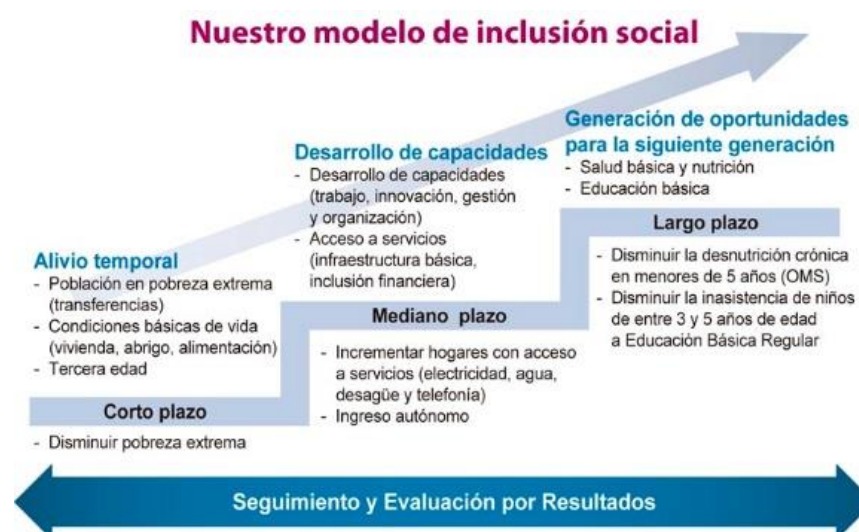 Nuestro modelo de inclusión social
Alivio temporal
- Población en pobreza extrema
(transferencias)
- Condiciones básicas de vida
(vivienda, abrigo, alimentación)
- Tercera edad
Corto plazo
- Disminuir pobreza extrema
Desarrollo de capacidades
- Desarrollo de capacidades
(trabajo, innovación, gestión
y organización)
- Acceso a servicios
(infraestructura básica,
inclusión financiera)
Mediano plazo
- Incrementar hogares con acceso
a servicios (electricidad, agua,
desagüe y telefonía)
- Ingreso autónomo
Generación de oportunidades
para la siguiente generación
- Salud básica y nutrición
- Educación básica
Largo plazo
- Disminuir la desnutrición crónica
en menores de 5 años (OMS)
- Disminuir la inasistencia de niños
de entre 3 y 5 años de edad
a Educación Básica Regular
Seguimiento y Evaluación por Resultados